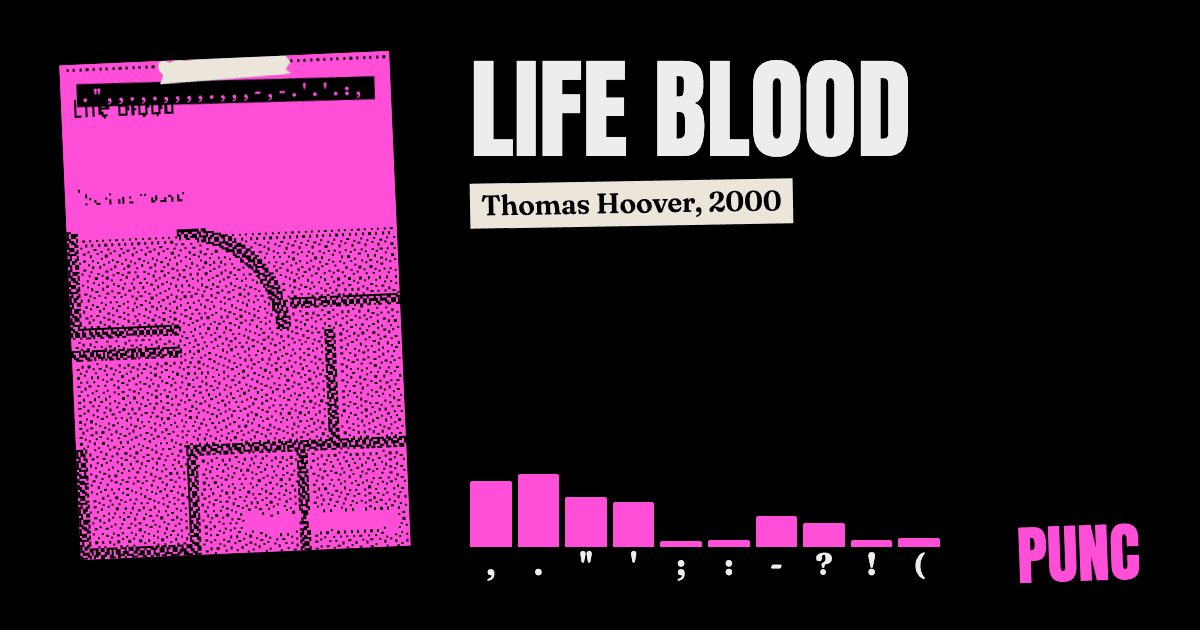 LIFE BLOOD
Thomas Hoover, 2000
, . " ' ; : - ? ! (
PUNC